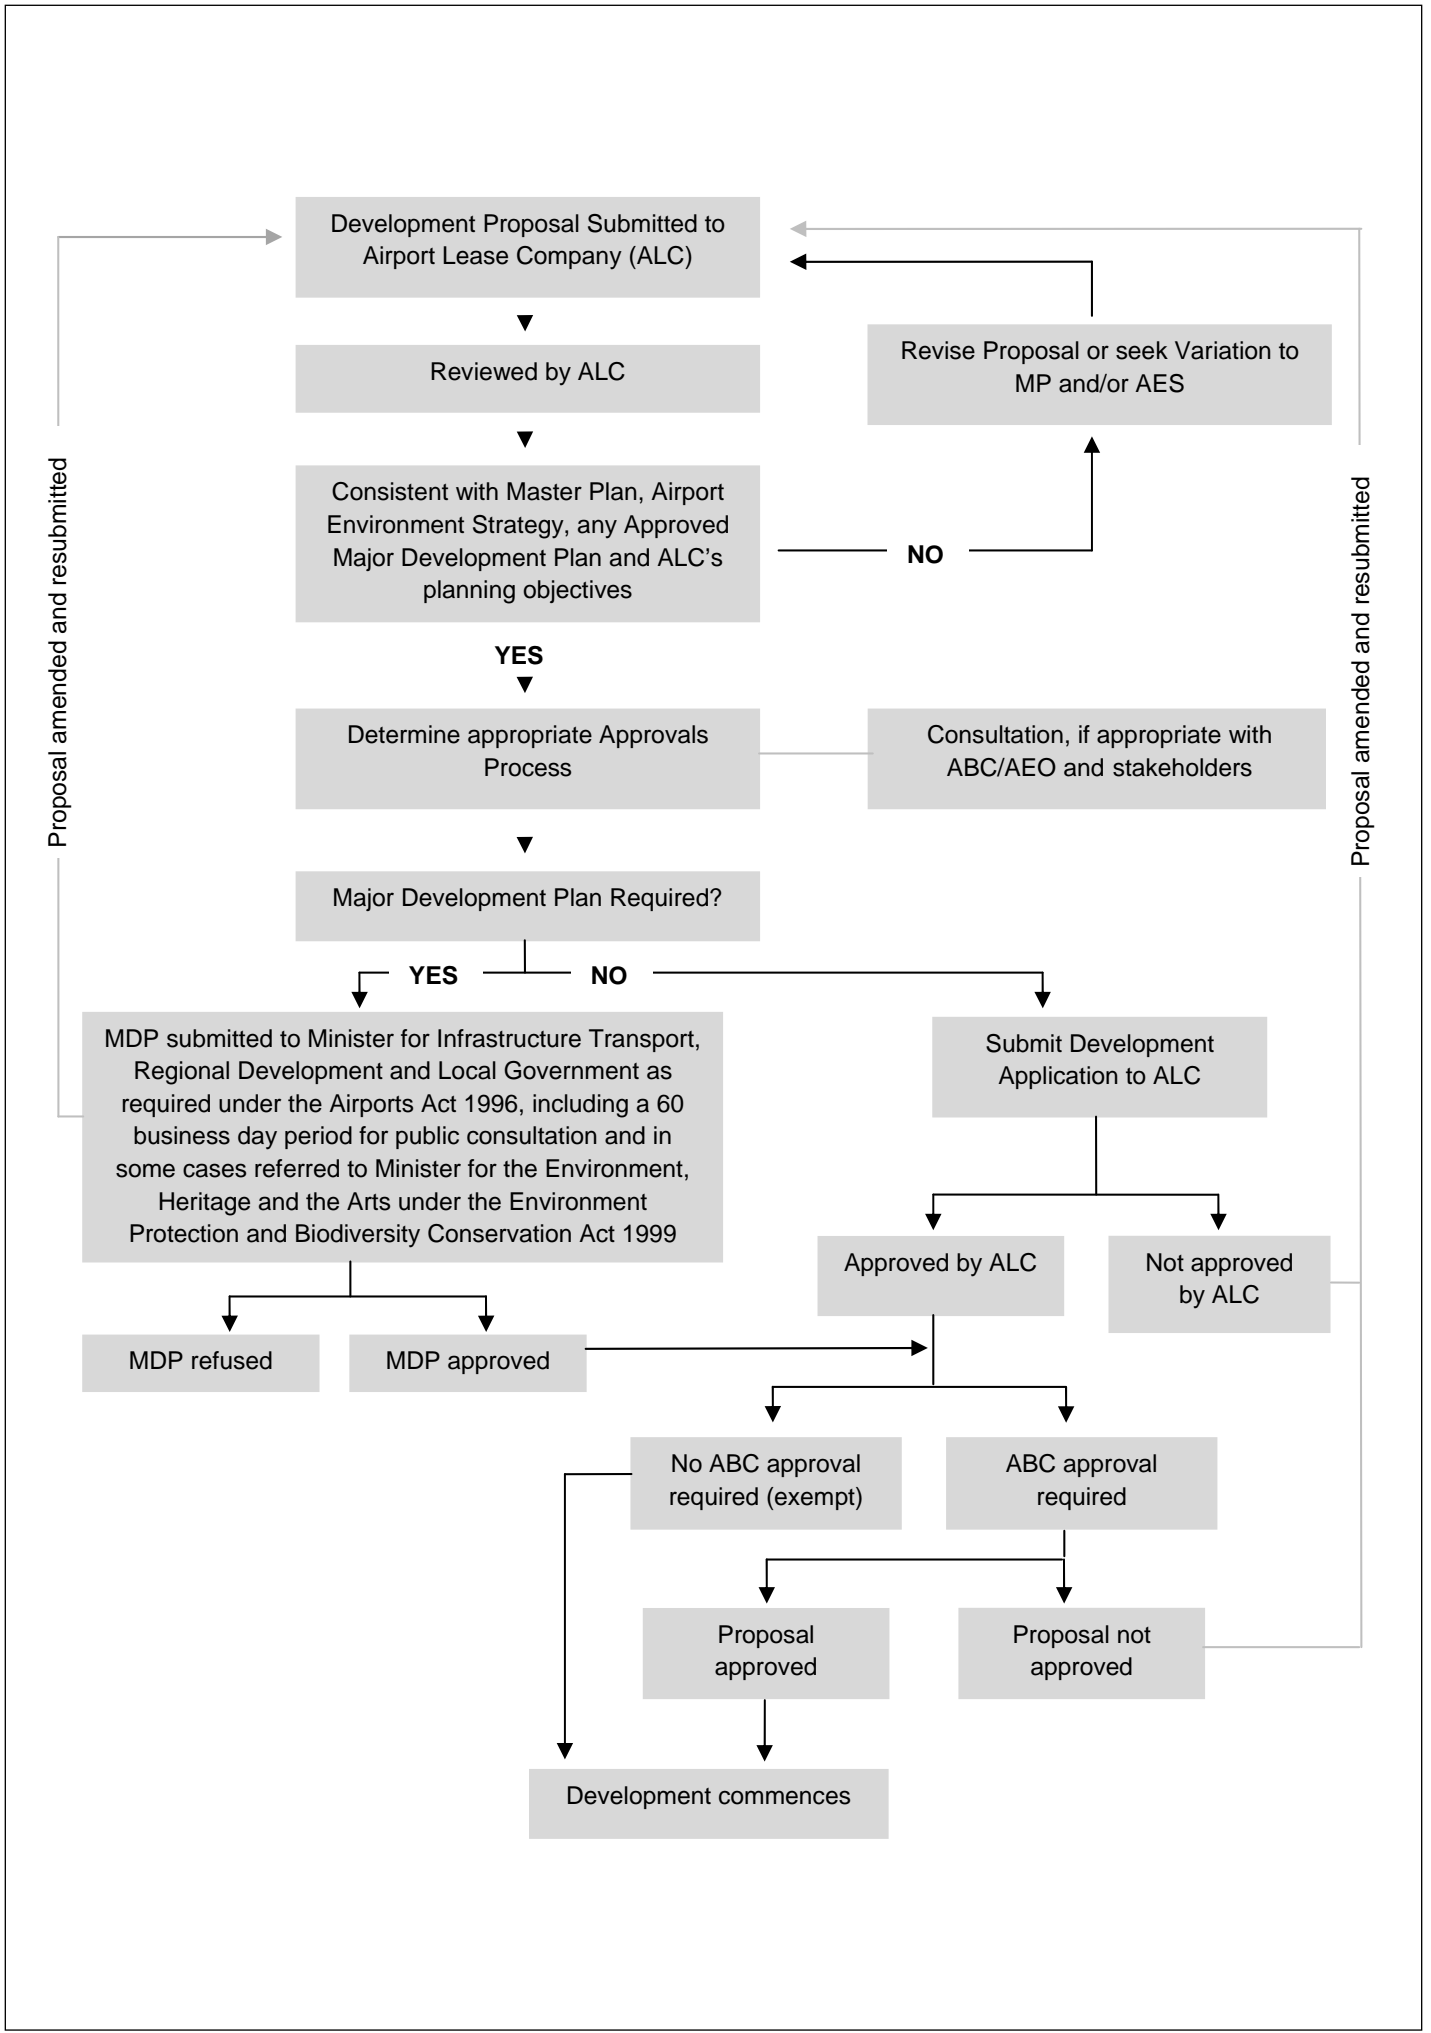 Development Proposal Submitted to
Airport Lease Company (ALC)
Reviewed by ALC
Revise Proposal or seek Variation to
MP and/or AES
Consistent with Master Plan, Airport
Environment Strategy, any Approved
Major Development Plan and ALC's
planning objectives
NO
YES
Proposal amended and resubmitted
Proposal amended and resubmitted
Determine appropriate Approvals
Process
Consultation, if appropriate with
ABC/AEO and stakeholders
Major Development Plan Required?
YES
NO
MDP submitted to Minister for Infrastructure Transport,
Regional Development and Local Government as
required under the Airports Act 1996, including a 60
business day period for public consultation and in
some cases referred to Minister for the Environment,
Heritage and the Arts under the Environment
Protection and Biodiversity Conservation Act 1999
Submit Development
Application to ALC
Approved by ALC
Not approved
by ALC
MDP refused
MDP approved
No ABC approval
required (exempt)
ABC approval
required
Proposal
approved
Proposal not
approved
Development commences